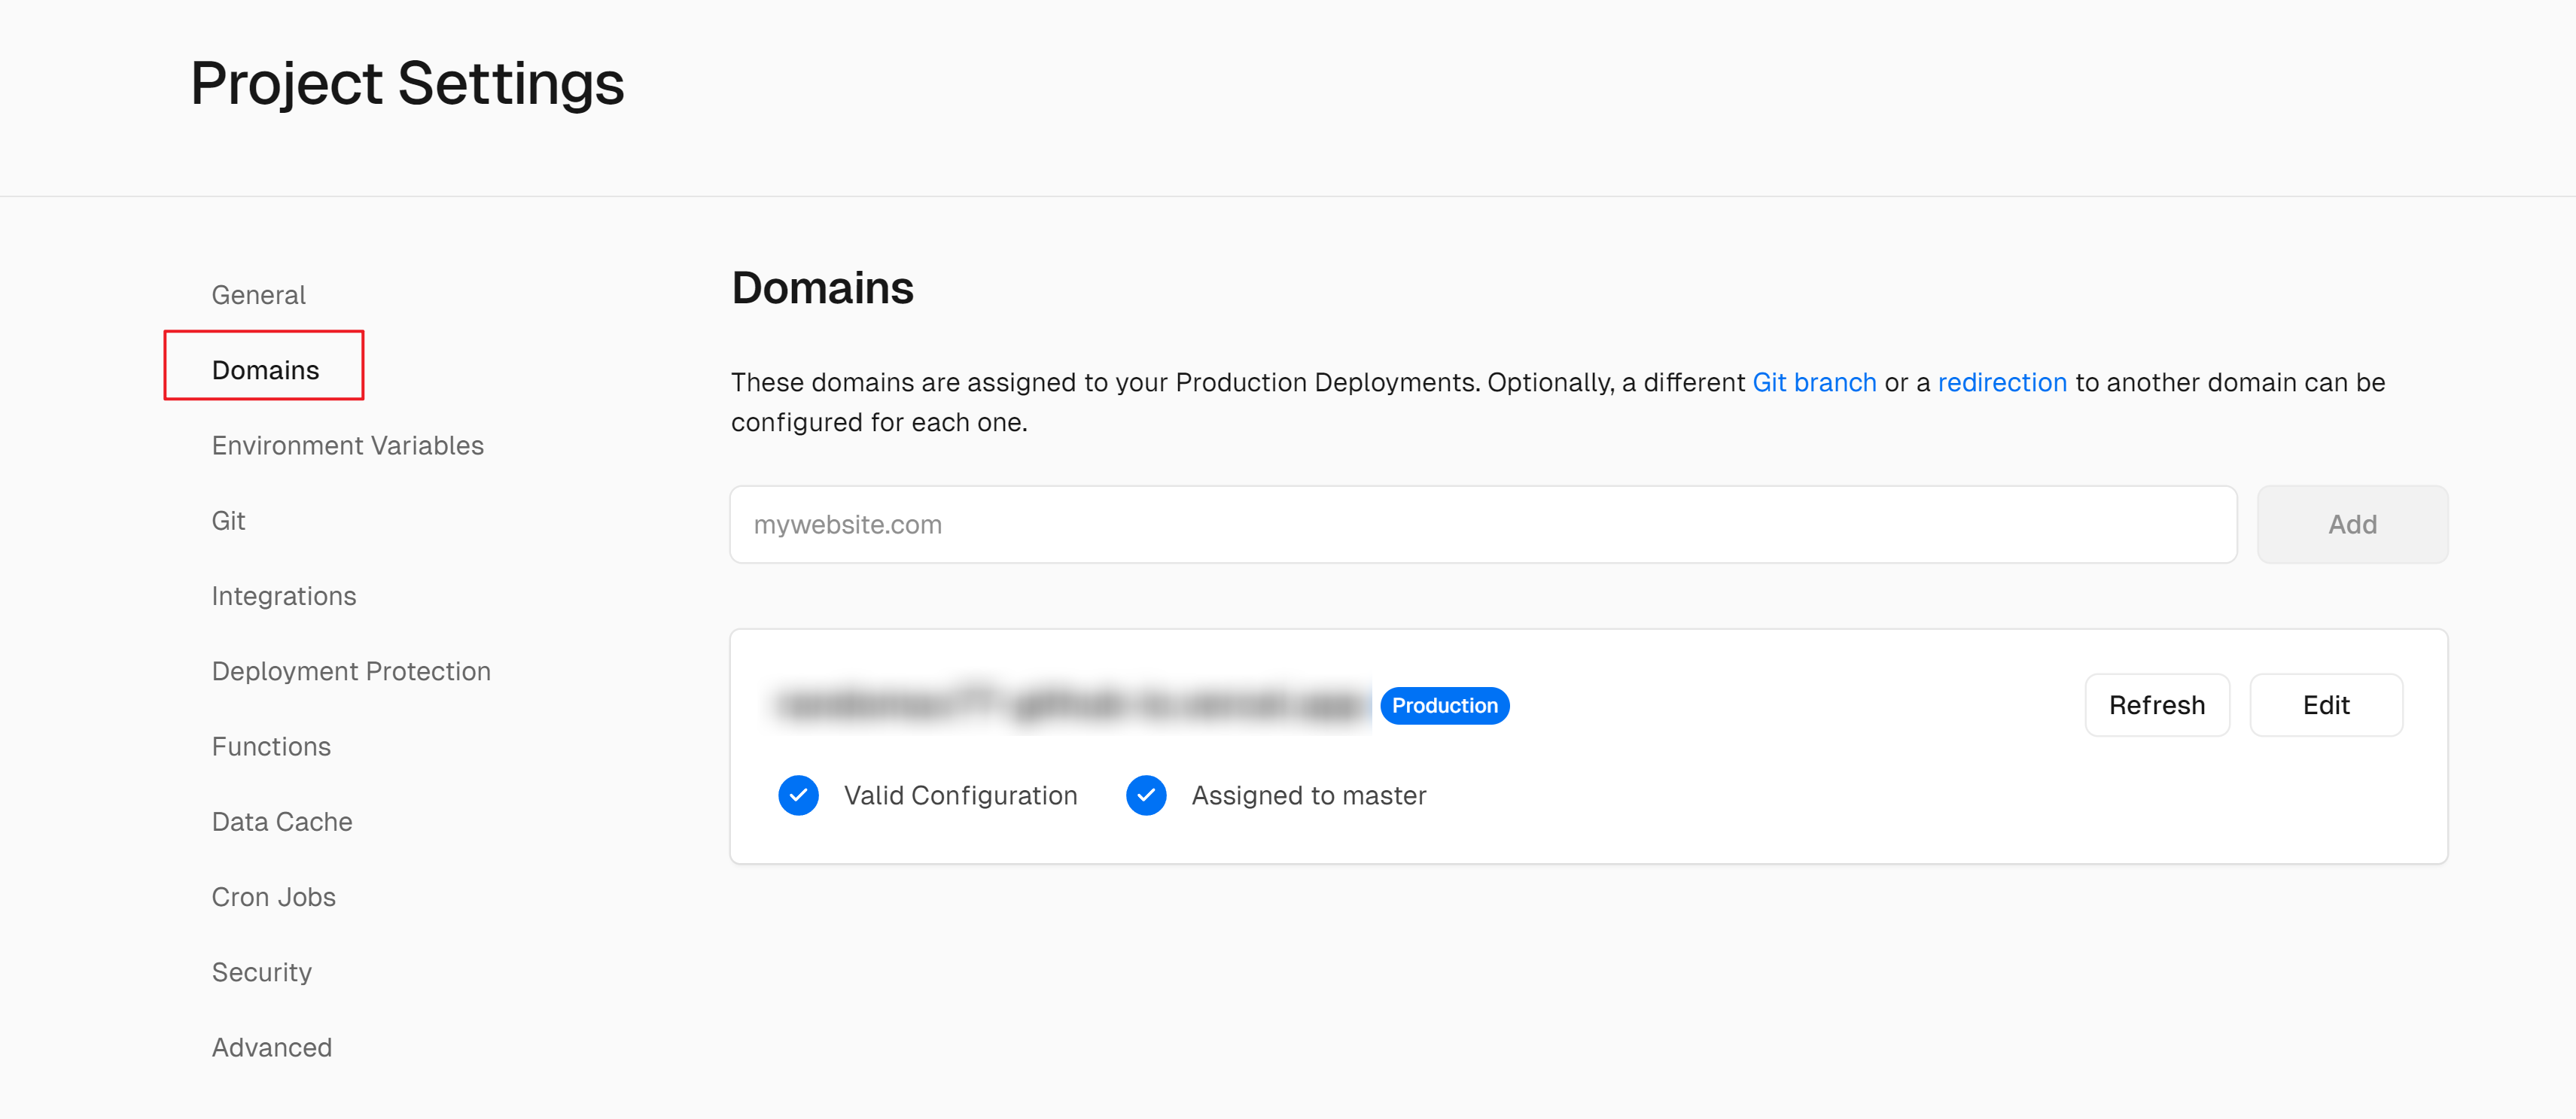 Project Settings
General
Domains
Environment Variables
Git
Integrations
Deployment Protection
Functions
Data Cache
Cron Jobs
Security
Advanced
Domains
These domains are assigned to your Production Deployments. Optionally, a different Git branch or a redirection to another domain can be
configured for each one.
mywebsite.com
Add
Production
Refresh
Edit
Valid Configuration
Assigned to master